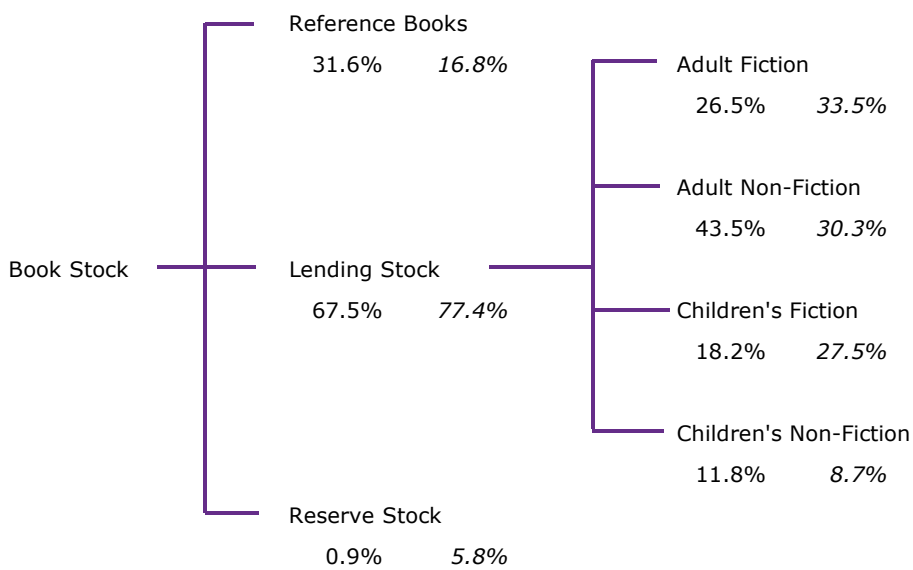 Reference Books
31.6% 16.8%
Adult Fiction
26.5% 33.5%
Adult Non-Fiction
43.5% 30.3%
Book Stock
Lending Stock
67.5% 77.4%
Children's Fiction
18.2% 27.5%
Children's Non-Fiction
11.8% 8.7%
Reserve Stock
0.9% 5.8%